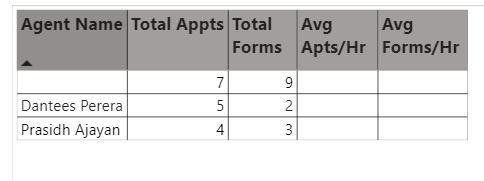 Agent Name Total Appts Total Forms Avg Apts/Hr Avg Forms/Hr
7 9
Dantees Perera 5 2
Prasidh Ajayan 4 3